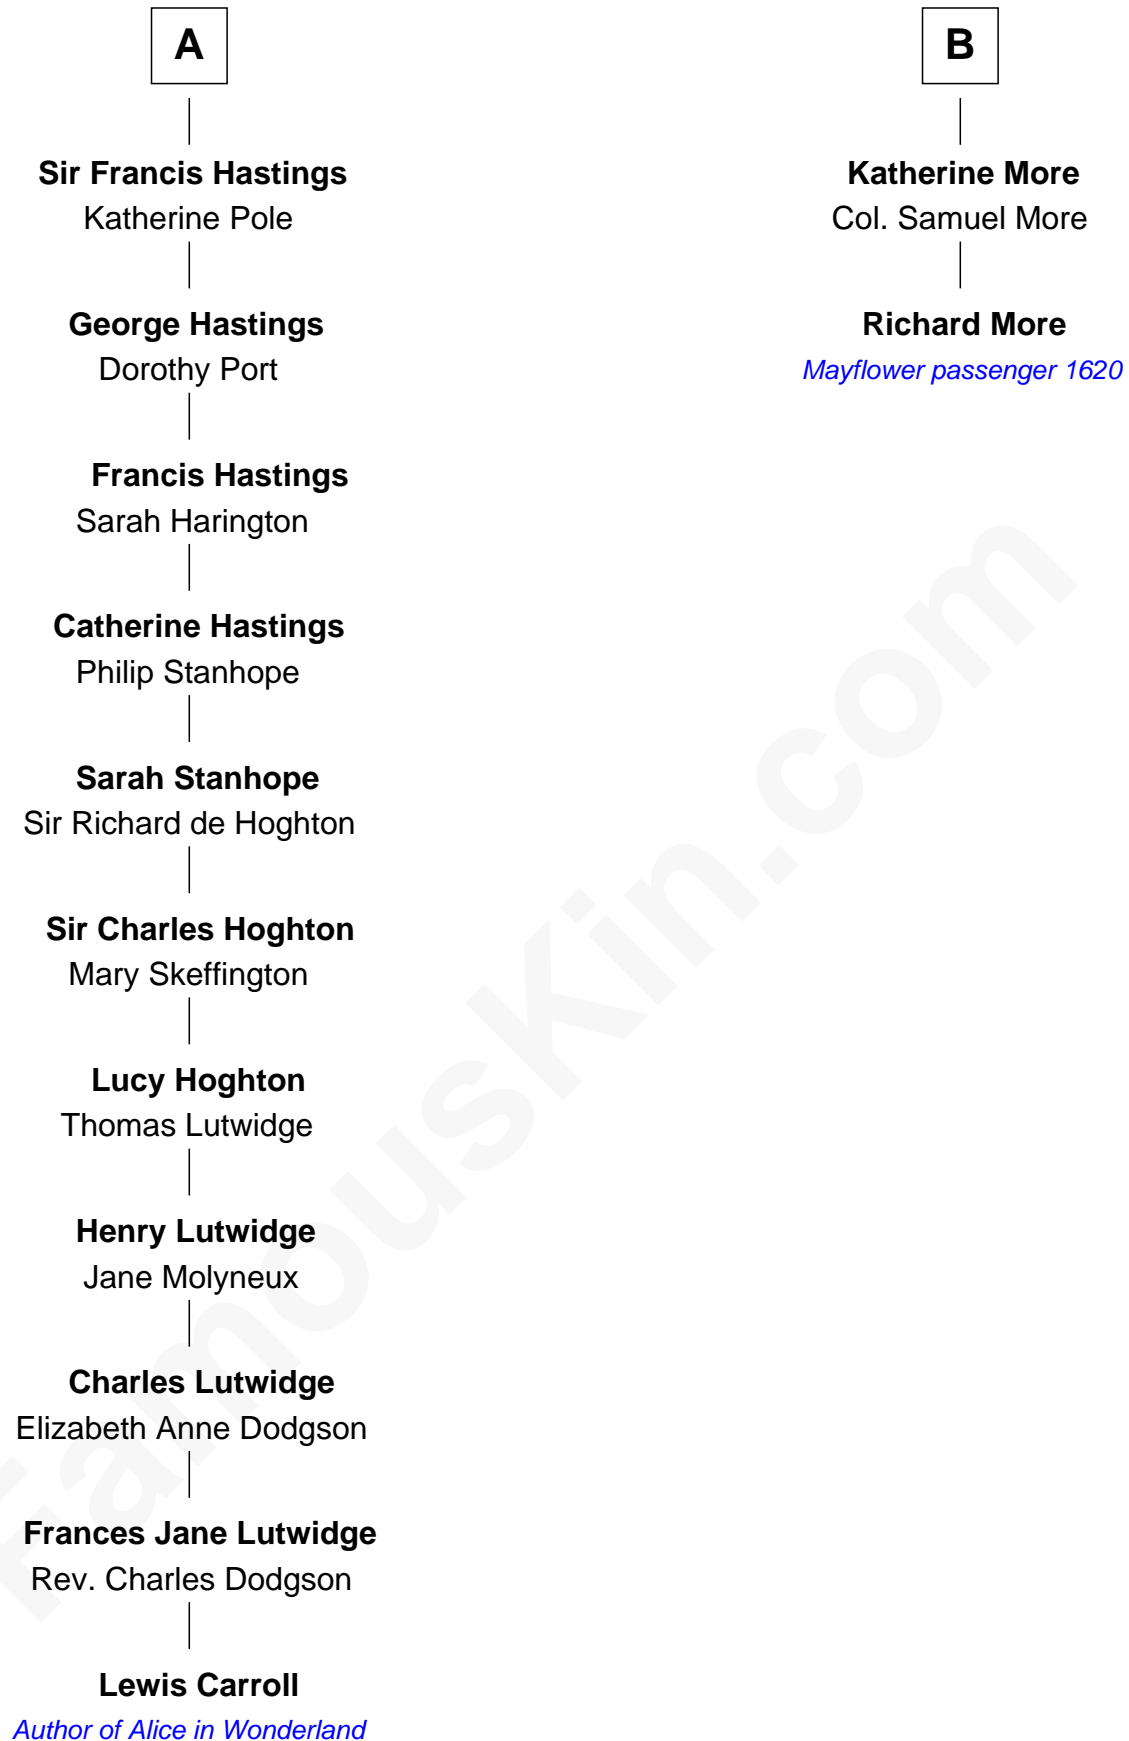 A
Sir Francis Hastings
Katherine Pole
George Hastings
Dorothy Port
Francis Hastings
Sarah Harington
Catherine Hastings
Philip Stanhope
Sarah Stanhope
Sir Richard de Hoghton
Sir Charles Hoghton
Mary Skeffington
Lucy Hoghton
Thomas Lutwidge
Henry Lutwidge
Jane Molyneux
Charles Lutwidge
Elizabeth Anne Dodgson
Frances Jane Lutwidge
Rev. Charles Dodgson
Lewis Carroll
Author of Alice in Wonderland
B
Katherine More
Col. Samuel More
Richard More
Mayflower passenger 1620
FamousKin.com